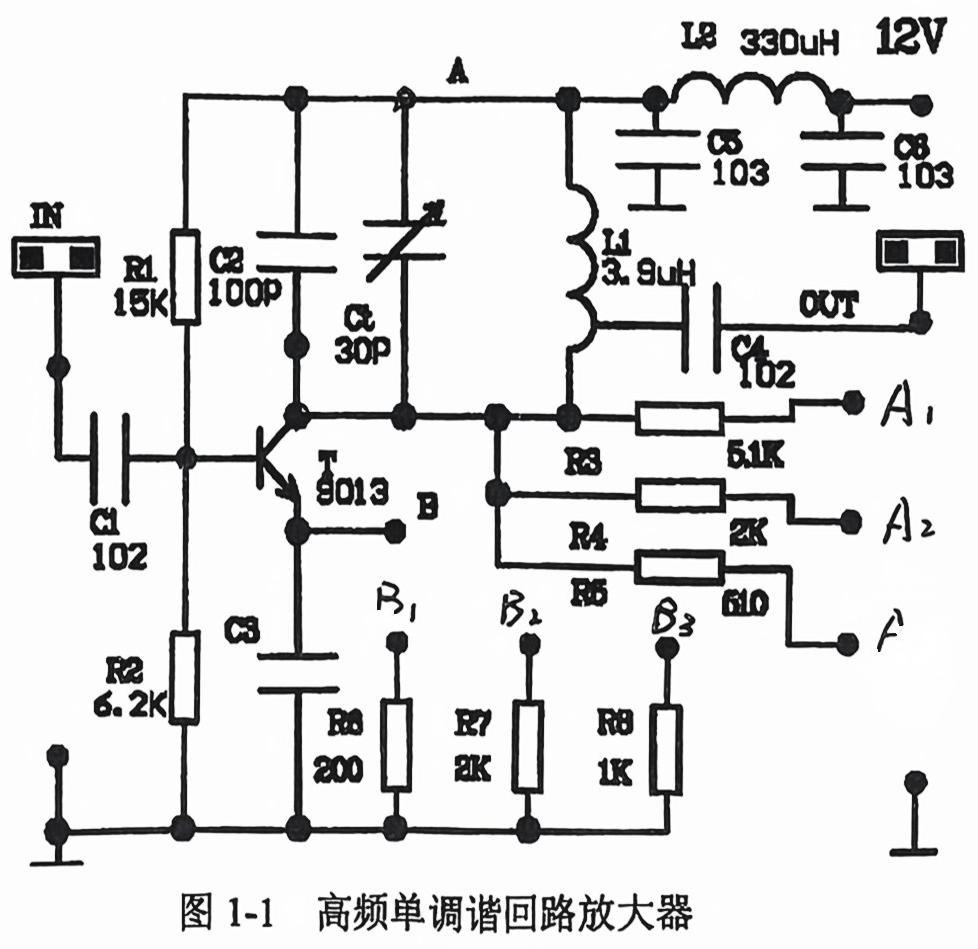 L2 330uH 12V
A
C5
103
C6
103
IN
R1
15K
C2
100P
Ct
30P
L1
3.9uH
OUT
C4
102
A1
R3
5.1K
T
9013
B
C1
102
R4
2K
A2
R5
510
B1
B2
B3
C3
R2
6.2K
R6
200
R7
2K
R8
1K
图 1-1 高频单调谐回路放大器